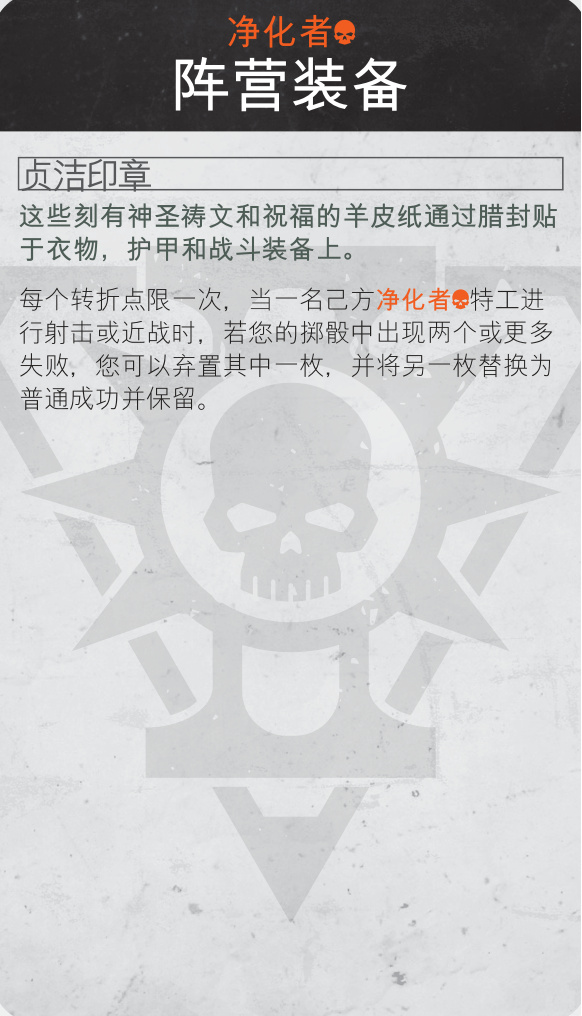 净化者
阵营装备
贞洁印章
这些刻有神圣祷文和祝福的羊皮纸通过腊封贴
于衣物，护甲和战斗装备上。
每个转折点限一次，当一名己方净化者特工进
行射击或近战时，若您的掷骰中出现两个或更多
失败，您可以弃置其中一枚，并将另一枚替换为
普通成功并保留。